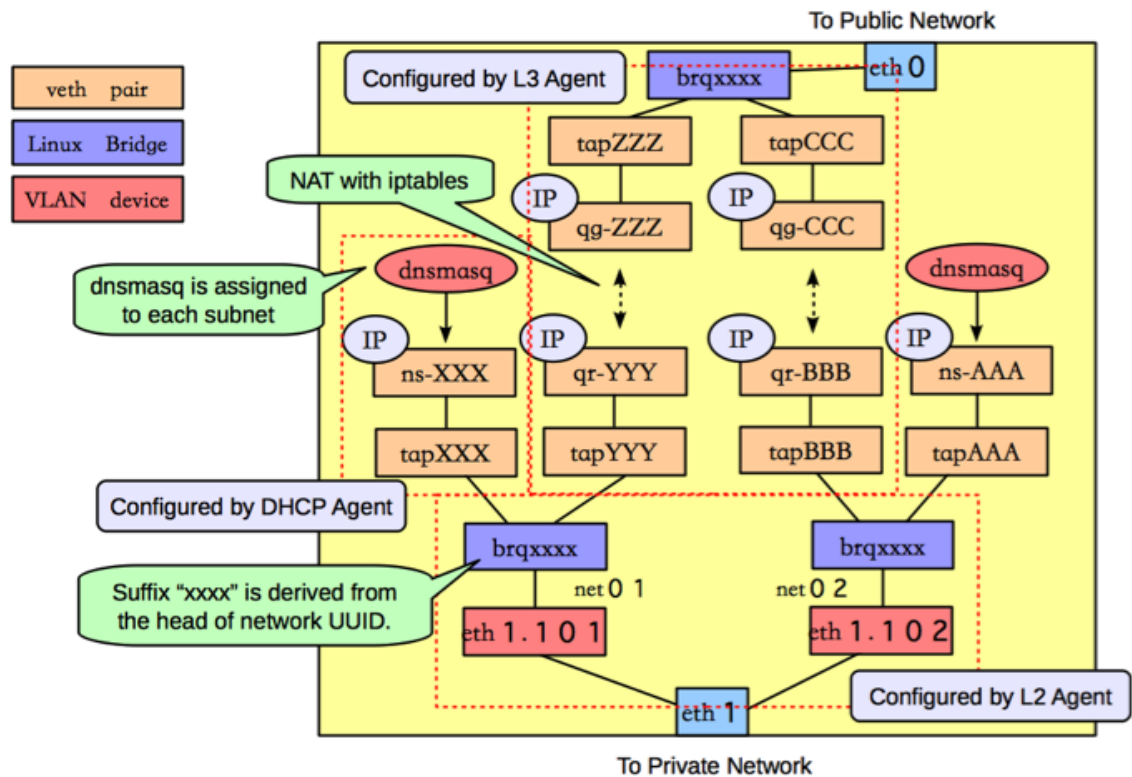 To Public Network
veth pair
Linux Bridge
VLAN device
Configured by L3 Agent
brqxxxx
eth 0
tapZZZ
tapCCC
NAT with iptables
IP
qg-ZZZ
IP
qg-CCC
dnsmasq is assigned
to each subnet
dnsmasq
dnsmasq
IP
ns-XXX
IP
qr-YYY
IP
qr-BBB
IP
ns-AAA
tapXXX
tapYYY
tapBBB
tapAAA
Configured by DHCP Agent
brqxxxx
brqxxxx
Suffix “xxxx” is derived from
the head of network UUID.
net 0 1
net 0 2
eth 1 . 1 0 1
eth 1 . 1 0 2
Configured by L2 Agent
eth 1
To Private Network